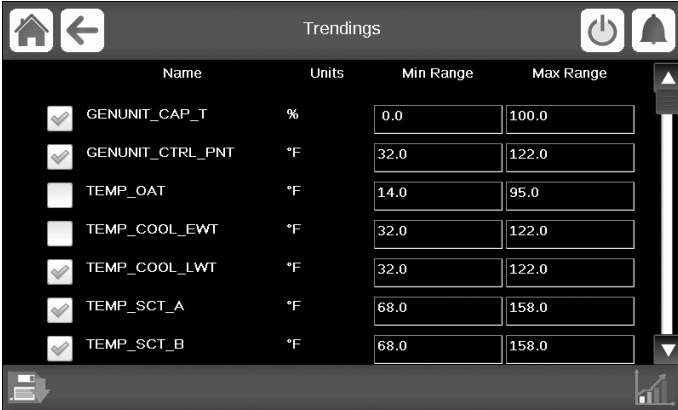 Trendings
Name Units Min Range Max Range
GENUNIT_CAP_T % 0.0 100.0
GENUNIT_CTRL_PNT °F 32.0 122.0
TEMP_OAT °F 14.0 95.0
TEMP_COOL_EWT °F 32.0 122.0
TEMP_COOL_LWT °F 32.0 122.0
TEMP_SCT_A °F 68.0 158.0
TEMP_SCT_B °F 68.0 158.0